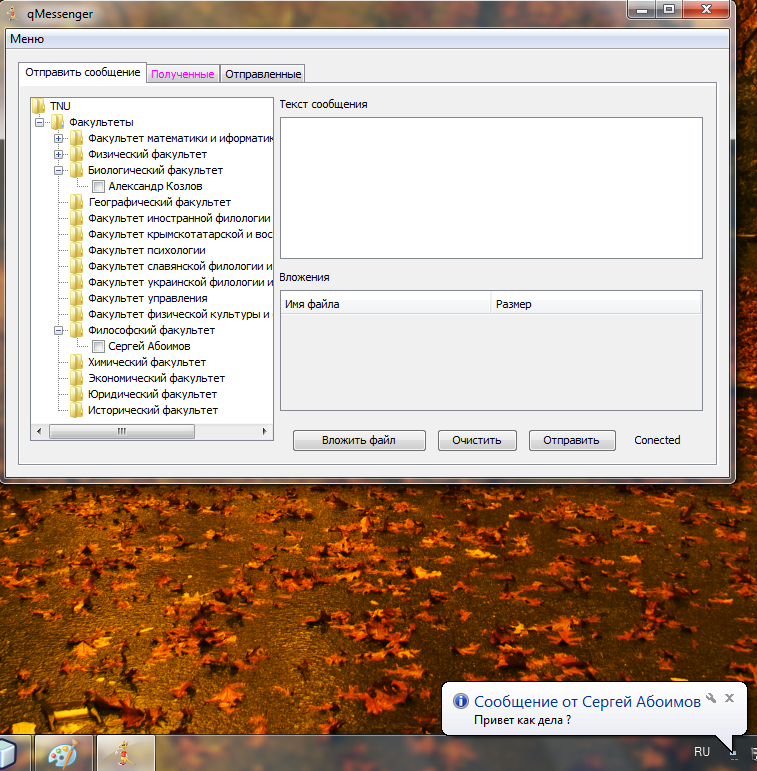 qMessenger
Меню
Отправить сообщение
Полученные
Отправленные
TNU
Факультеты
Факультет математики и иформатик
Физический факультет
Биологический факультет
Александр Козлов
Географический факультет
Факультет иностранной филологии
Факультет крымскотатарской и вос
Факультет психологии
Факультет славянской филологии и
Факультет украинской филологии и
Факультет управления
Факультет физической культуры и
Философский факультет
Сергей Абоимов
Химический факультет
Экономический факультет
Юридический факультет
Исторический факультет
Текст сообщения
Вложения
Имя файла
Размер
Вложить файл
Очистить
Отправить
Conected
Сообщение от Сергей Абоимов
Привет как дела ?
RU